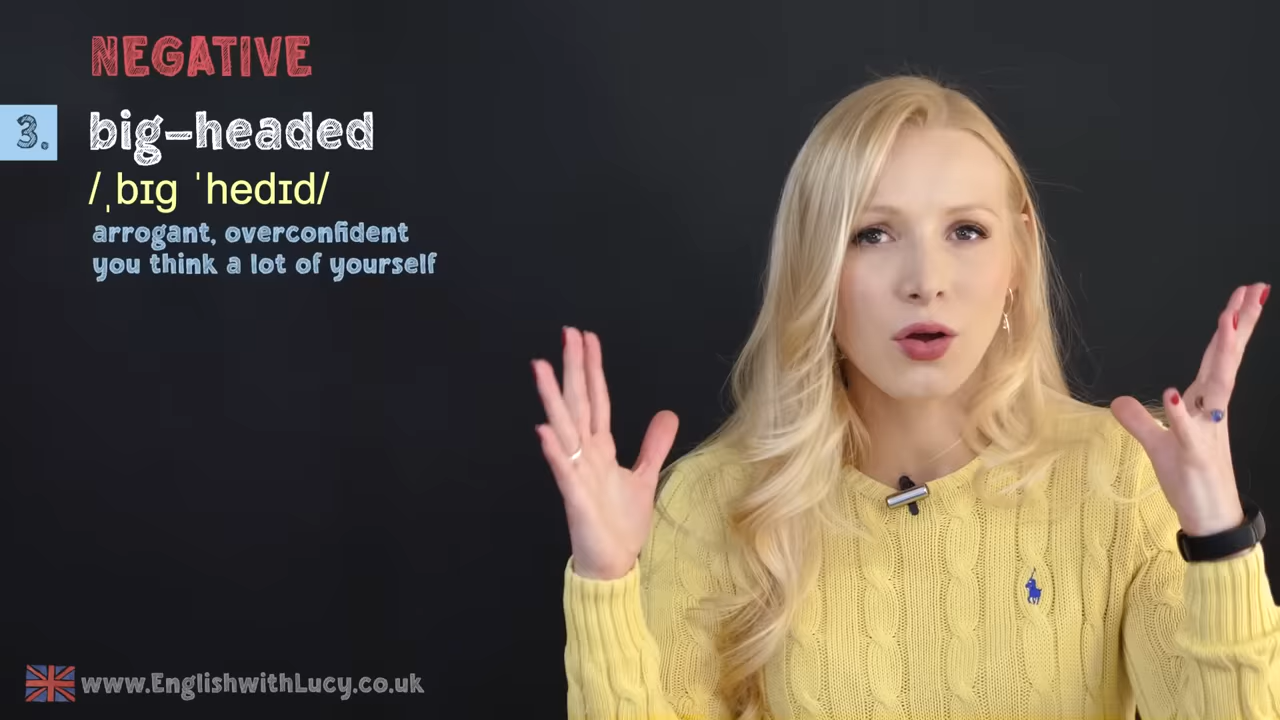 NEGATIVE
3. big-headed
/ˌbɪɡ ˈhedɪd/
arrogant, overconfident
you think a lot of yourself
www.EnglishwithLucy.co.uk